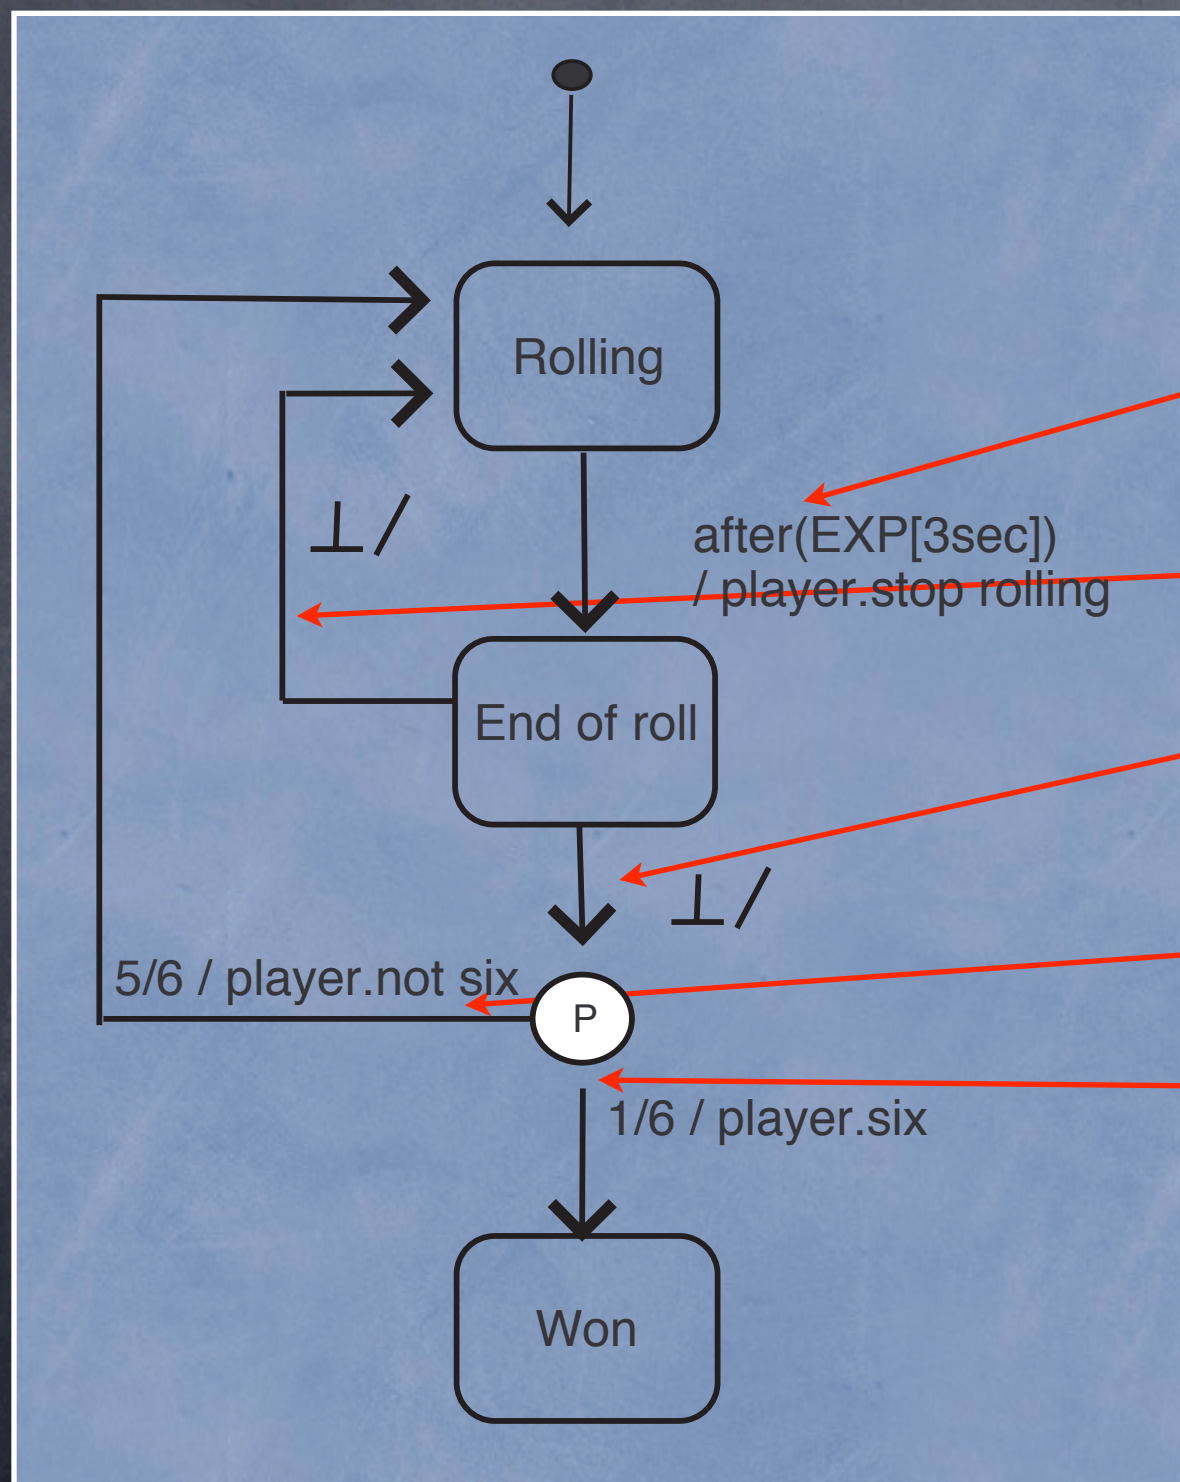 Rolling
⊥/
after(EXP[3sec])
/ player.stop rolling
End of roll
⊥/
5/6 / player.not six
P
1/6 / player.six
Won